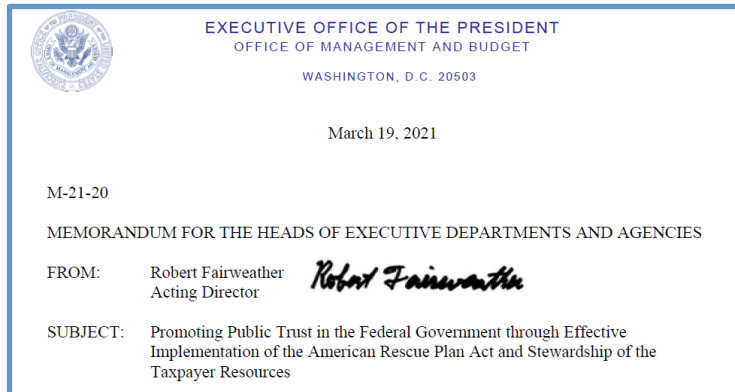 EXECUTIVE OFFICE OF THE PRESIDENT
OFFICE OF MANAGEMENT AND BUDGET
WASHINGTON, D.C. 20503
March 19, 2021
M-21-20
MEMORANDUM FOR THE HEADS OF EXECUTIVE DEPARTMENTS AND AGENCIES
FROM: Robert Fairweather Robert Fairweather
Acting Director
SUBJECT: Promoting Public Trust in the Federal Government through Effective
Implementation of the American Rescue Plan Act and Stewardship of the
Taxpayer Resources